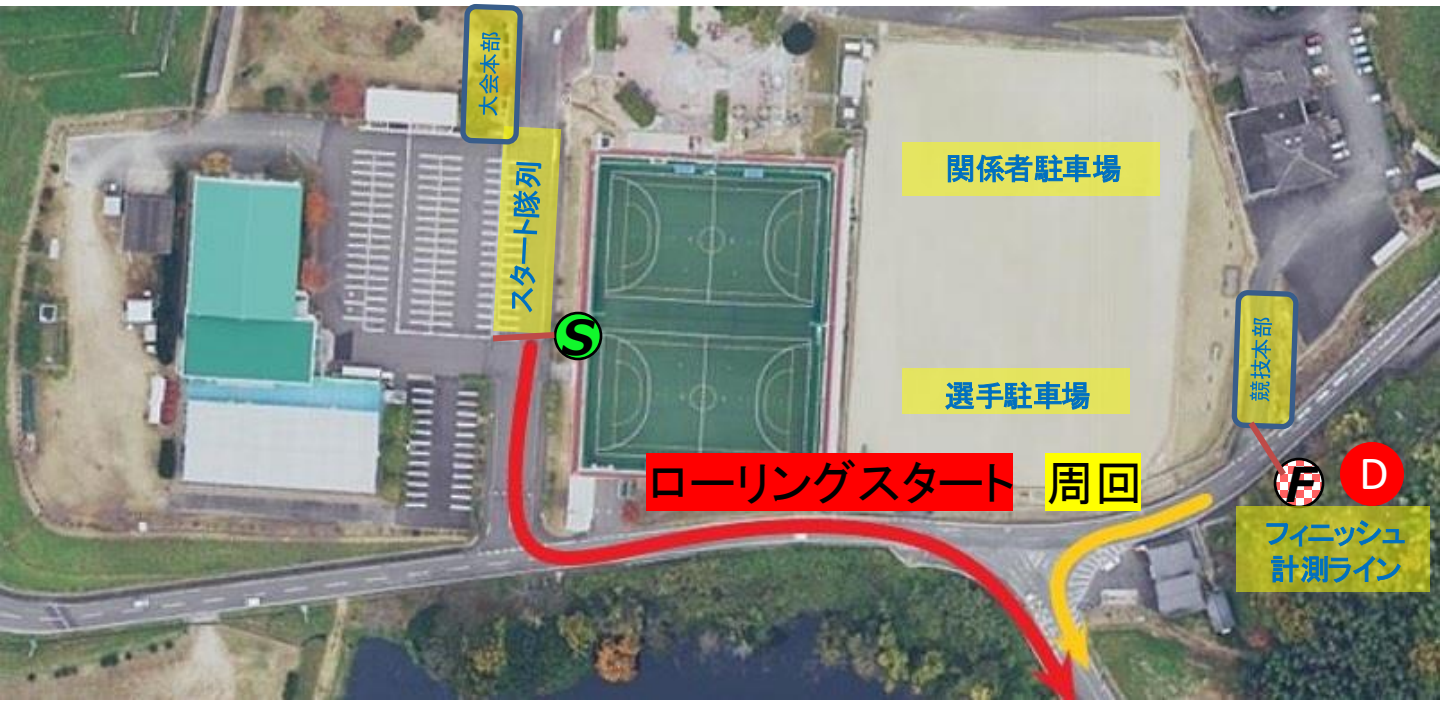 大会本部
スタート隊列
関係者駐車場
S
選手駐車場
競技本部
ローリングスタート
周回
F
D
フィニッシュ
計測ライン